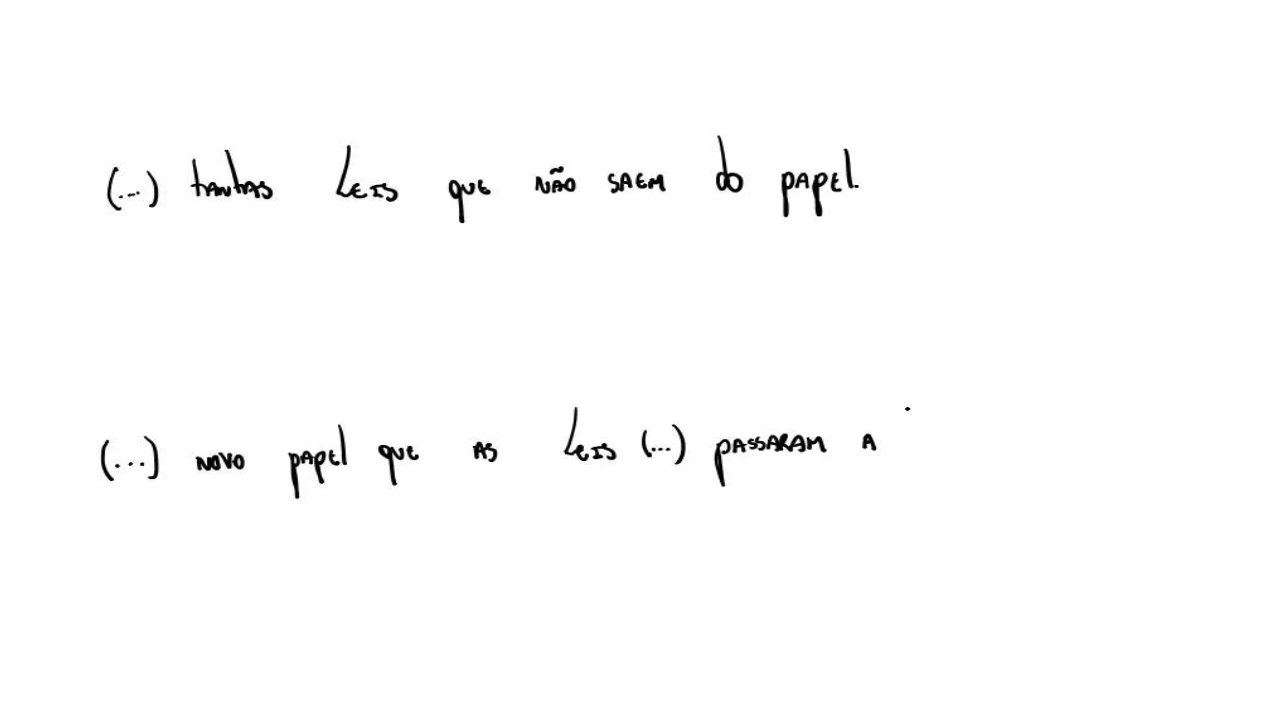 (...) tantas leis que não saem do papel.
(...) novo papel que as leis (...) passaram a